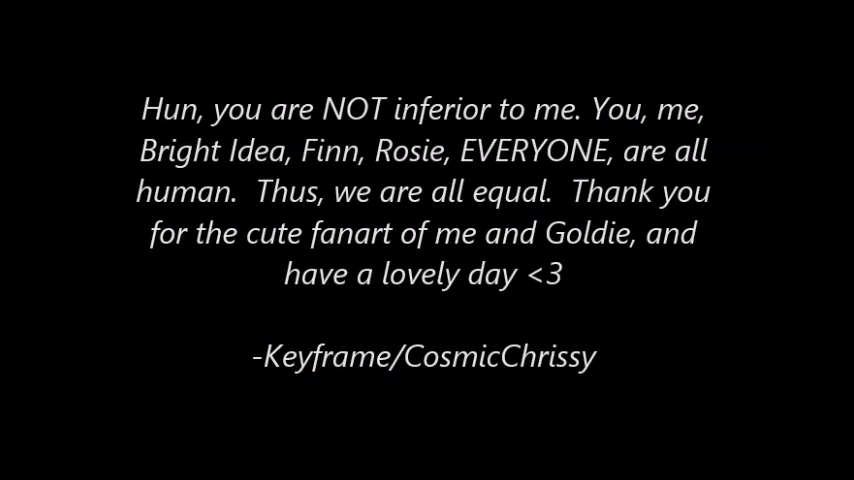 Hun, you are NOT inferior to me. You, me,
Bright Idea, Finn, Rosie, EVERYONE, are all
human.  Thus, we are all equal.  Thank you
for the cute fanart of me and Goldie, and
have a lovely day <3
-Keyframe/CosmicChrissy